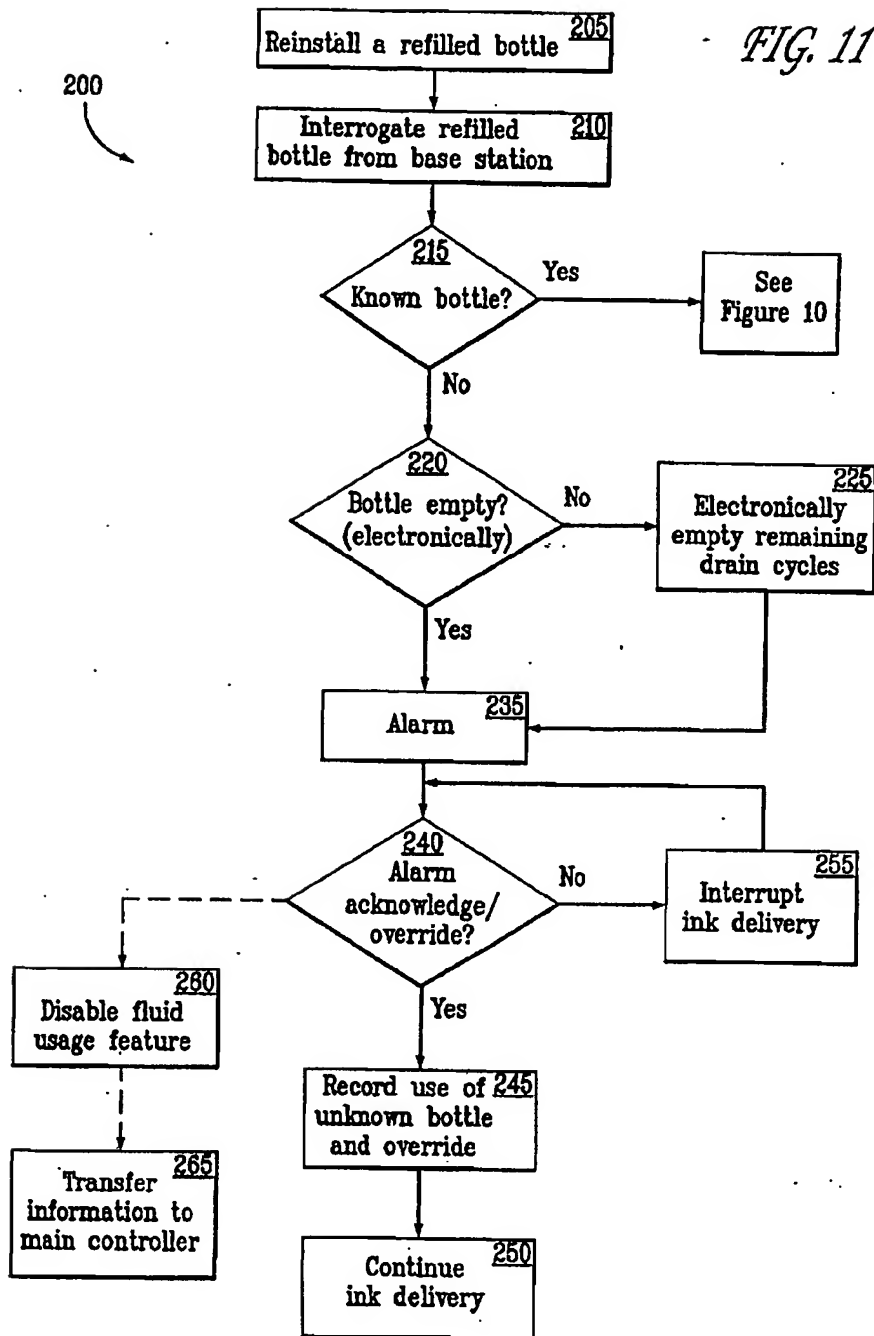 FIG. 11
200
205
Reinstall a refilled bottle
210
Interrogate refilled
bottle from base station
215
Known bottle?
Yes
See
Figure 10
No
220
Bottle empty?
(electronically)
No
225
Electronically
empty remaining
drain cycles
Yes
235
Alarm
240
Alarm
acknowledge/
override?
No
255
Interrupt
ink delivery
260
Disable fluid
usage feature
Yes
265
Transfer
information to
main controller
Record use of 245
unknown bottle
and override
250
Continue
ink delivery